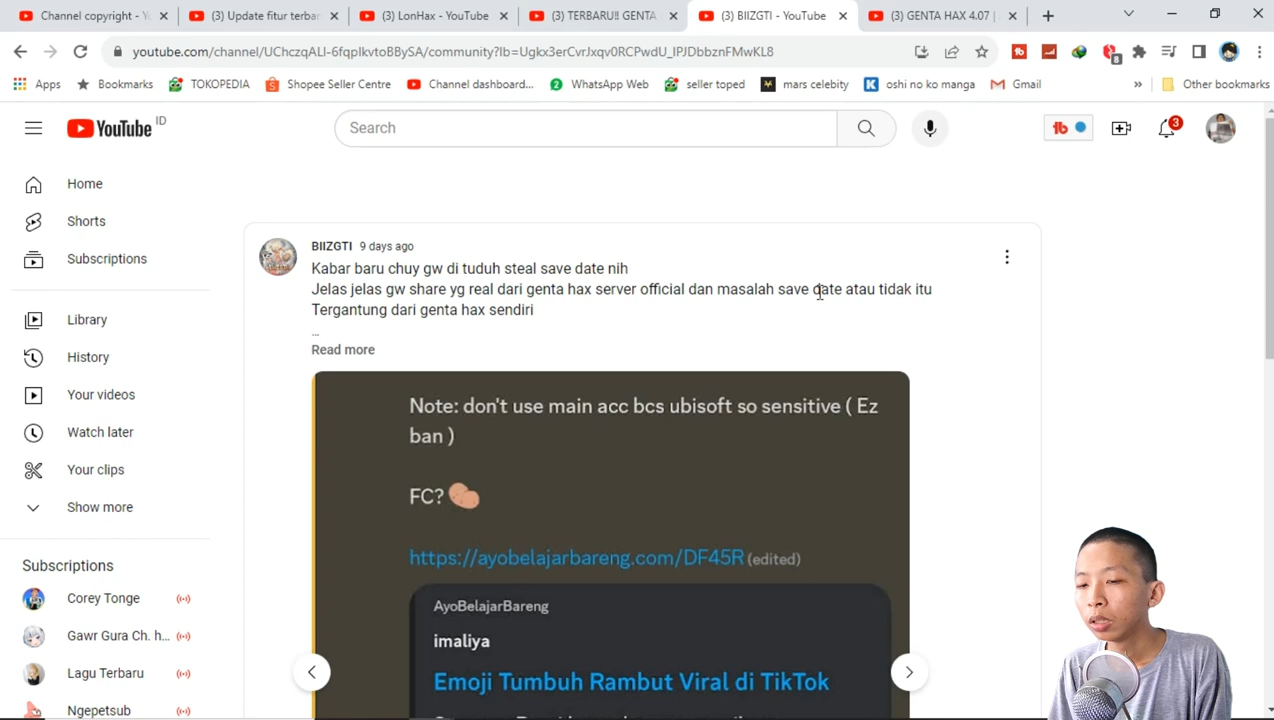 Channel copyright - Yo
(3) Update fitur terbar
(3) LonHax - YouTube
(3) TERBARU!! GENTA
(3) BIIZGTI - YouTube
(3) GENTA HAX 4.07 |
youtube.com/channel/UChczqALI-6fqpIkvtoBBySA/community?lb=Ugkx3erCvrJxqv0RCPwdU_IPJDbbznFMwKL8
8
Apps
Bookmarks
TOKOPEDIA
Shopee Seller Centre
Channel dashboard...
WhatsApp Web
seller toped
mars celebity
oshi no ko manga
Gmail
»
Other bookmarks
YouTube ID
Search
3
Home
Shorts
Subscriptions
Library
History
Your videos
Watch later
Your clips
Show more
Subscriptions
Corey Tonge
Gawr Gura Ch. h...
Lagu Terbaru
Ngepetsub
BIIZGTI 9 days ago
Kabar baru chuy gw di tuduh steal save date nih
Jelas jelas gw share yg real dari genta hax server official dan masalah save date atau tidak itu
Tergantung dari genta hax sendiri
...
Read more
Note: don't use main acc bcs ubisoft so sensitive ( Ez
ban )
FC?
https://ayobelajarbareng.com/DF45R (edited)
AyoBelajarBareng
imaliya
Emoji Tumbuh Rambut Viral di TikTok